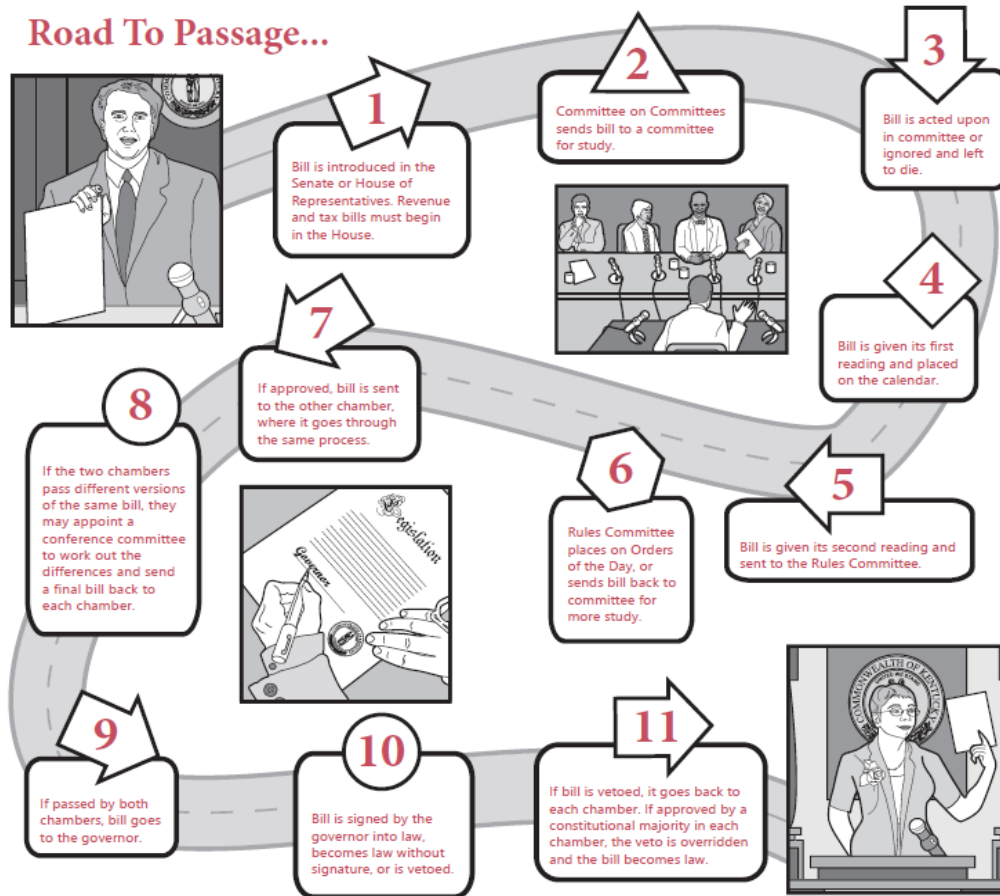 Road To Passage...
1
Bill is introduced in the
Senate or House of
Representatives. Revenue
and tax bills must begin
in the House.
2
Committee on Committees
sends bill to a committee
for study.
3
Bill is acted upon
in committee or
ignored and left
to die.
4
Bill is given its first
reading and placed
on the calendar.
5
Bill is given its second reading and
sent to the Rules Committee.
6
Rules Committee
places on Orders
of the Day, or
sends bill back to
committee for
more study.
7
If approved, bill is sent
to the other chamber,
where it goes through
the same process.
8
If the two chambers
pass different versions
of the same bill, they
may appoint a
conference committee
to work out the
differences and send
a final bill back to
each chamber.
Legislation
Governor
9
If passed by both
chambers, bill goes
to the governor.
10
Bill is signed by the
governor into law,
becomes law without
signature, or is vetoed.
11
If bill is vetoed, it goes back to
each chamber. If approved by a
constitutional majority in each
chamber, the veto is overridden
and the bill becomes law.
COMMONWEALTH OF KENTUCKY
UNITED WE STAND